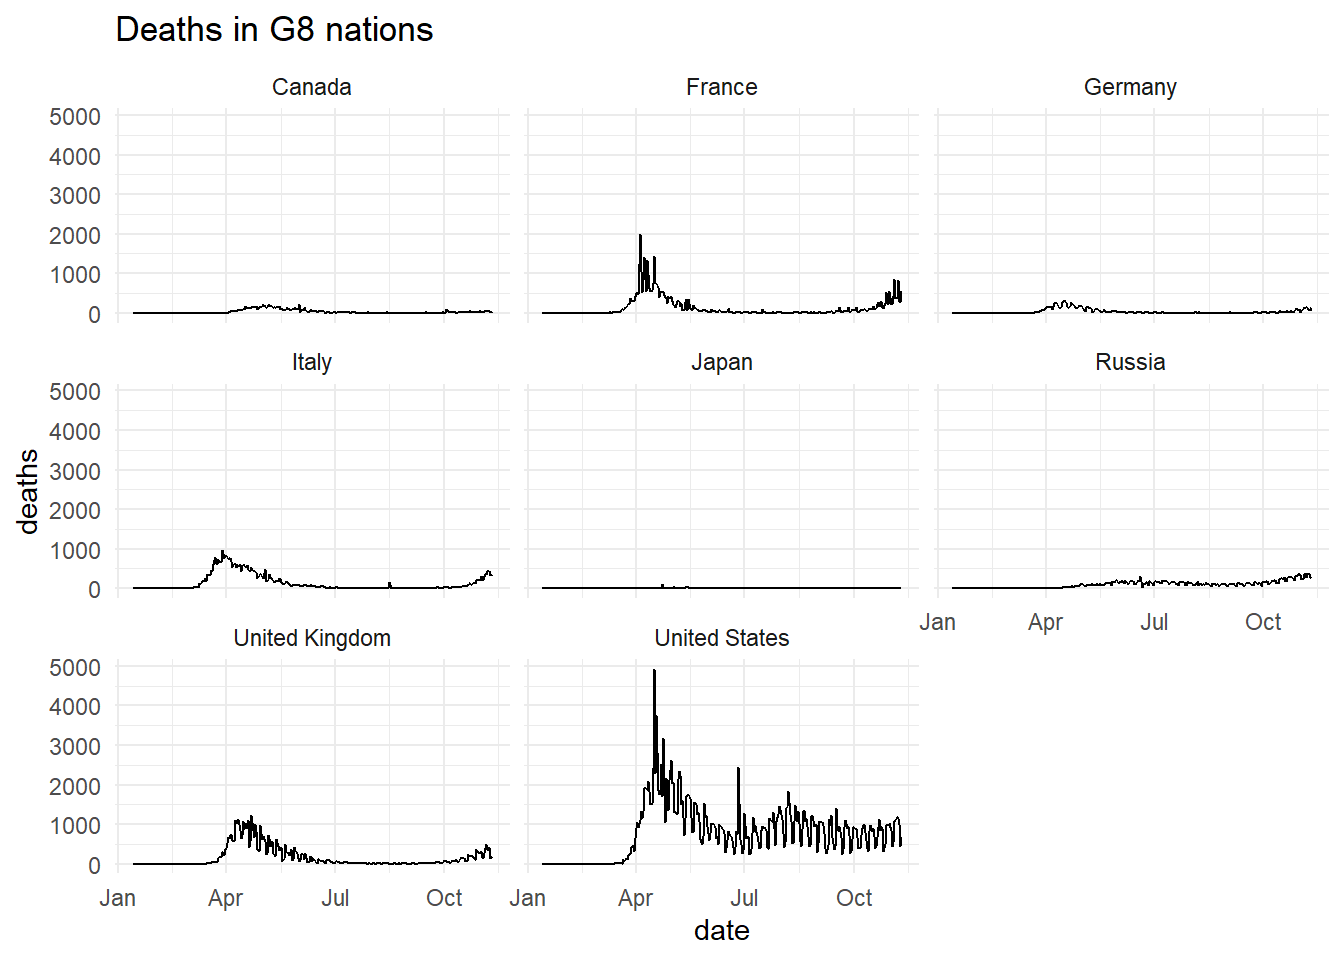 Deaths in G8 nations
Canada
France
Germany
5000
4000
3000
2000
1000
0
Italy
Japan
Russia
5000
4000
3000
2000
1000
0
Jan Apr Jul Oct
United Kingdom
United States
5000
4000
3000
2000
1000
0
Jan Apr Jul Oct
Jan Apr Jul Oct
deaths
date